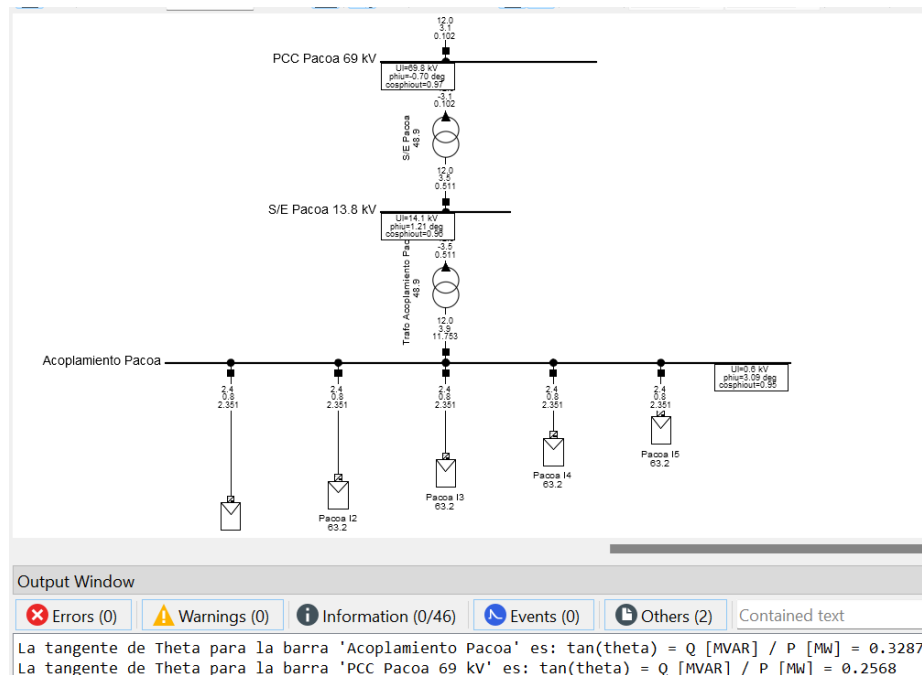 12.0
3.1
0.102
PCC Pacoa 69 kV
Ul=69.8 kV
phiu=-0.70 deg
cosphiout=0.97
-3.1
0.102
S/E Pacoa
48.9
12.0
3.5
0.511
S/E Pacoa 13.8 kV
Ul=14.1 kV
phiu=1.21 deg
cosphiout=0.96
-3.5
0.511
Trafo Acoplamiento Pac
48.9
12.0
3.9
11.753
Acoplamiento Pacoa
Ul=0.6 kV
phiu=3.09 deg
cosphiout=0.95
2.4
0.8
2.351
2.4
0.8
2.351
2.4
0.8
2.351
2.4
0.8
2.351
2.4
0.8
2.351
Pacoa I5
63.2
Pacoa I4
63.2
Pacoa I3
63.2
Pacoa I2
63.2
Output Window
Errors (0)
Warnings (0)
Information (0/46)
Events (0)
Others (2)
Contained text
La tangente de Theta para la barra 'Acoplamiento Pacoa' es: tan(theta) = Q [MVAR] / P [MW] = 0.3287
La tangente de Theta para la barra 'PCC Pacoa 69 kV' es: tan(theta) = Q [MVAR] / P [MW] = 0.2568